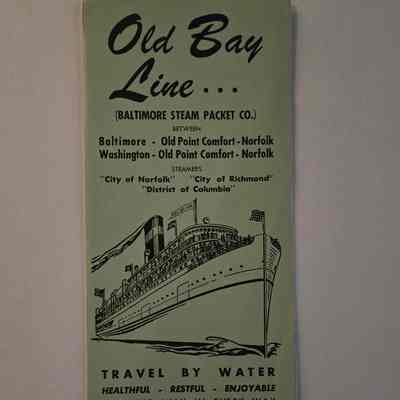 Old Bay
Line...
(BALTIMORE STEAM PACKET CO.)
BETWEEN
Baltimore - Old Point Comfort - Norfolk
Washington - Old Point Comfort - Norfolk
STEAMERS
"City of Norfolk" "City of Richmond"
"District of Columbia"
TRAVEL BY WATER
HEALTHFUL - RESTFUL - ENJOYABLE